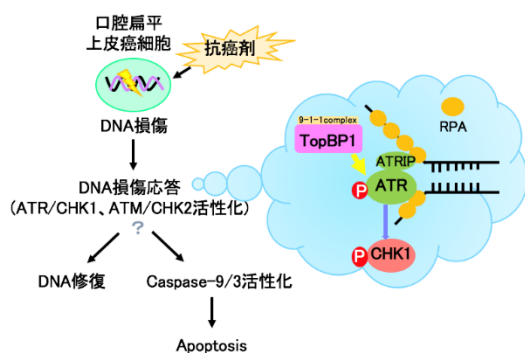 口腔扁平
上皮癌細胞
抗癌剤
DNA損傷
DNA損傷応答
(ATR/CHK1、ATM/CHK2活性化)
?
DNA修復
Caspase-9/3活性化
Apoptosis
9-1-1complex
TopBP1
RPA
ATRIP
P
ATR
P
CHK1